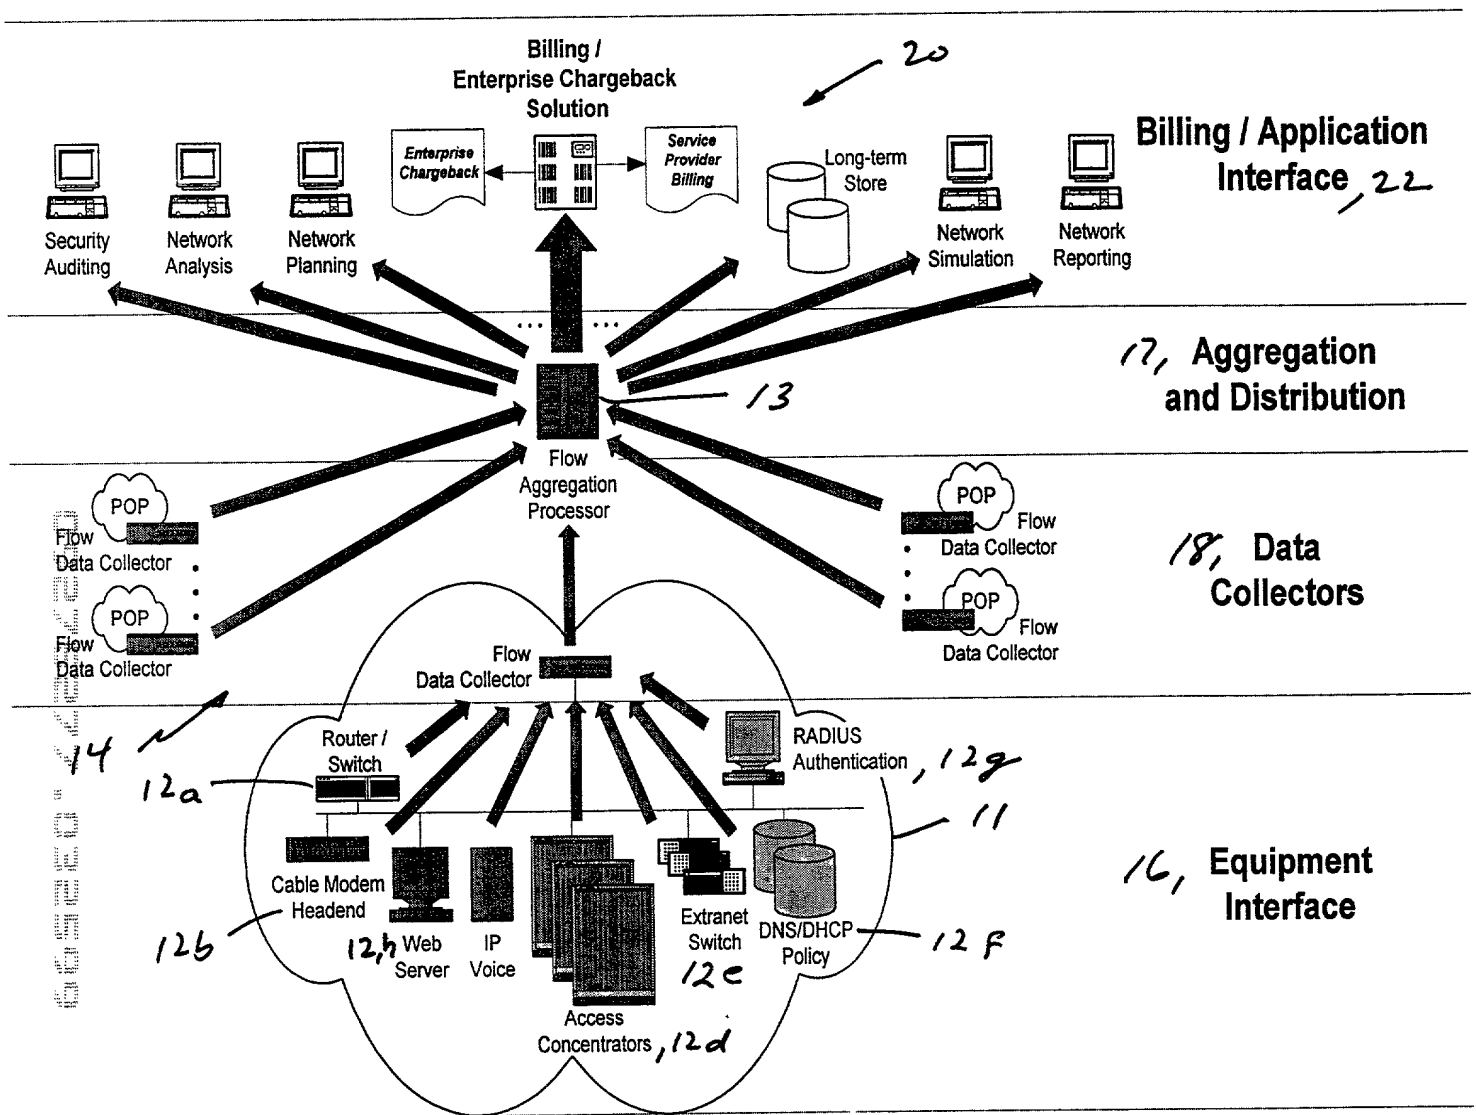 Billing /
Enterprise Chargeback
Solution
20
Enterprise
Chargeback
Service
Provider
Billing
Long-term
Store
Billing / Application
Interface, 22
Security
Auditing
Network
Analysis
Network
Planning
Network
Simulation
Network
Reporting
17, Aggregation
and Distribution
13
Flow
Aggregation
Processor
POP
Flow
Data Collector
POP
Flow
Data Collector
POP
Flow
Data Collector
POP
Flow
Data Collector
18, Data
Collectors
Flow
Data Collector
14
Router /
Switch
12a
RADIUS
Authentication, 12g
11
16, Equipment
Interface
Cable Modem
Headend
12b
12,h Web
Server
IP
Voice
Access
Concentrators, 12d
Extranet
Switch
12e
DNS/DHCP
Policy
12f